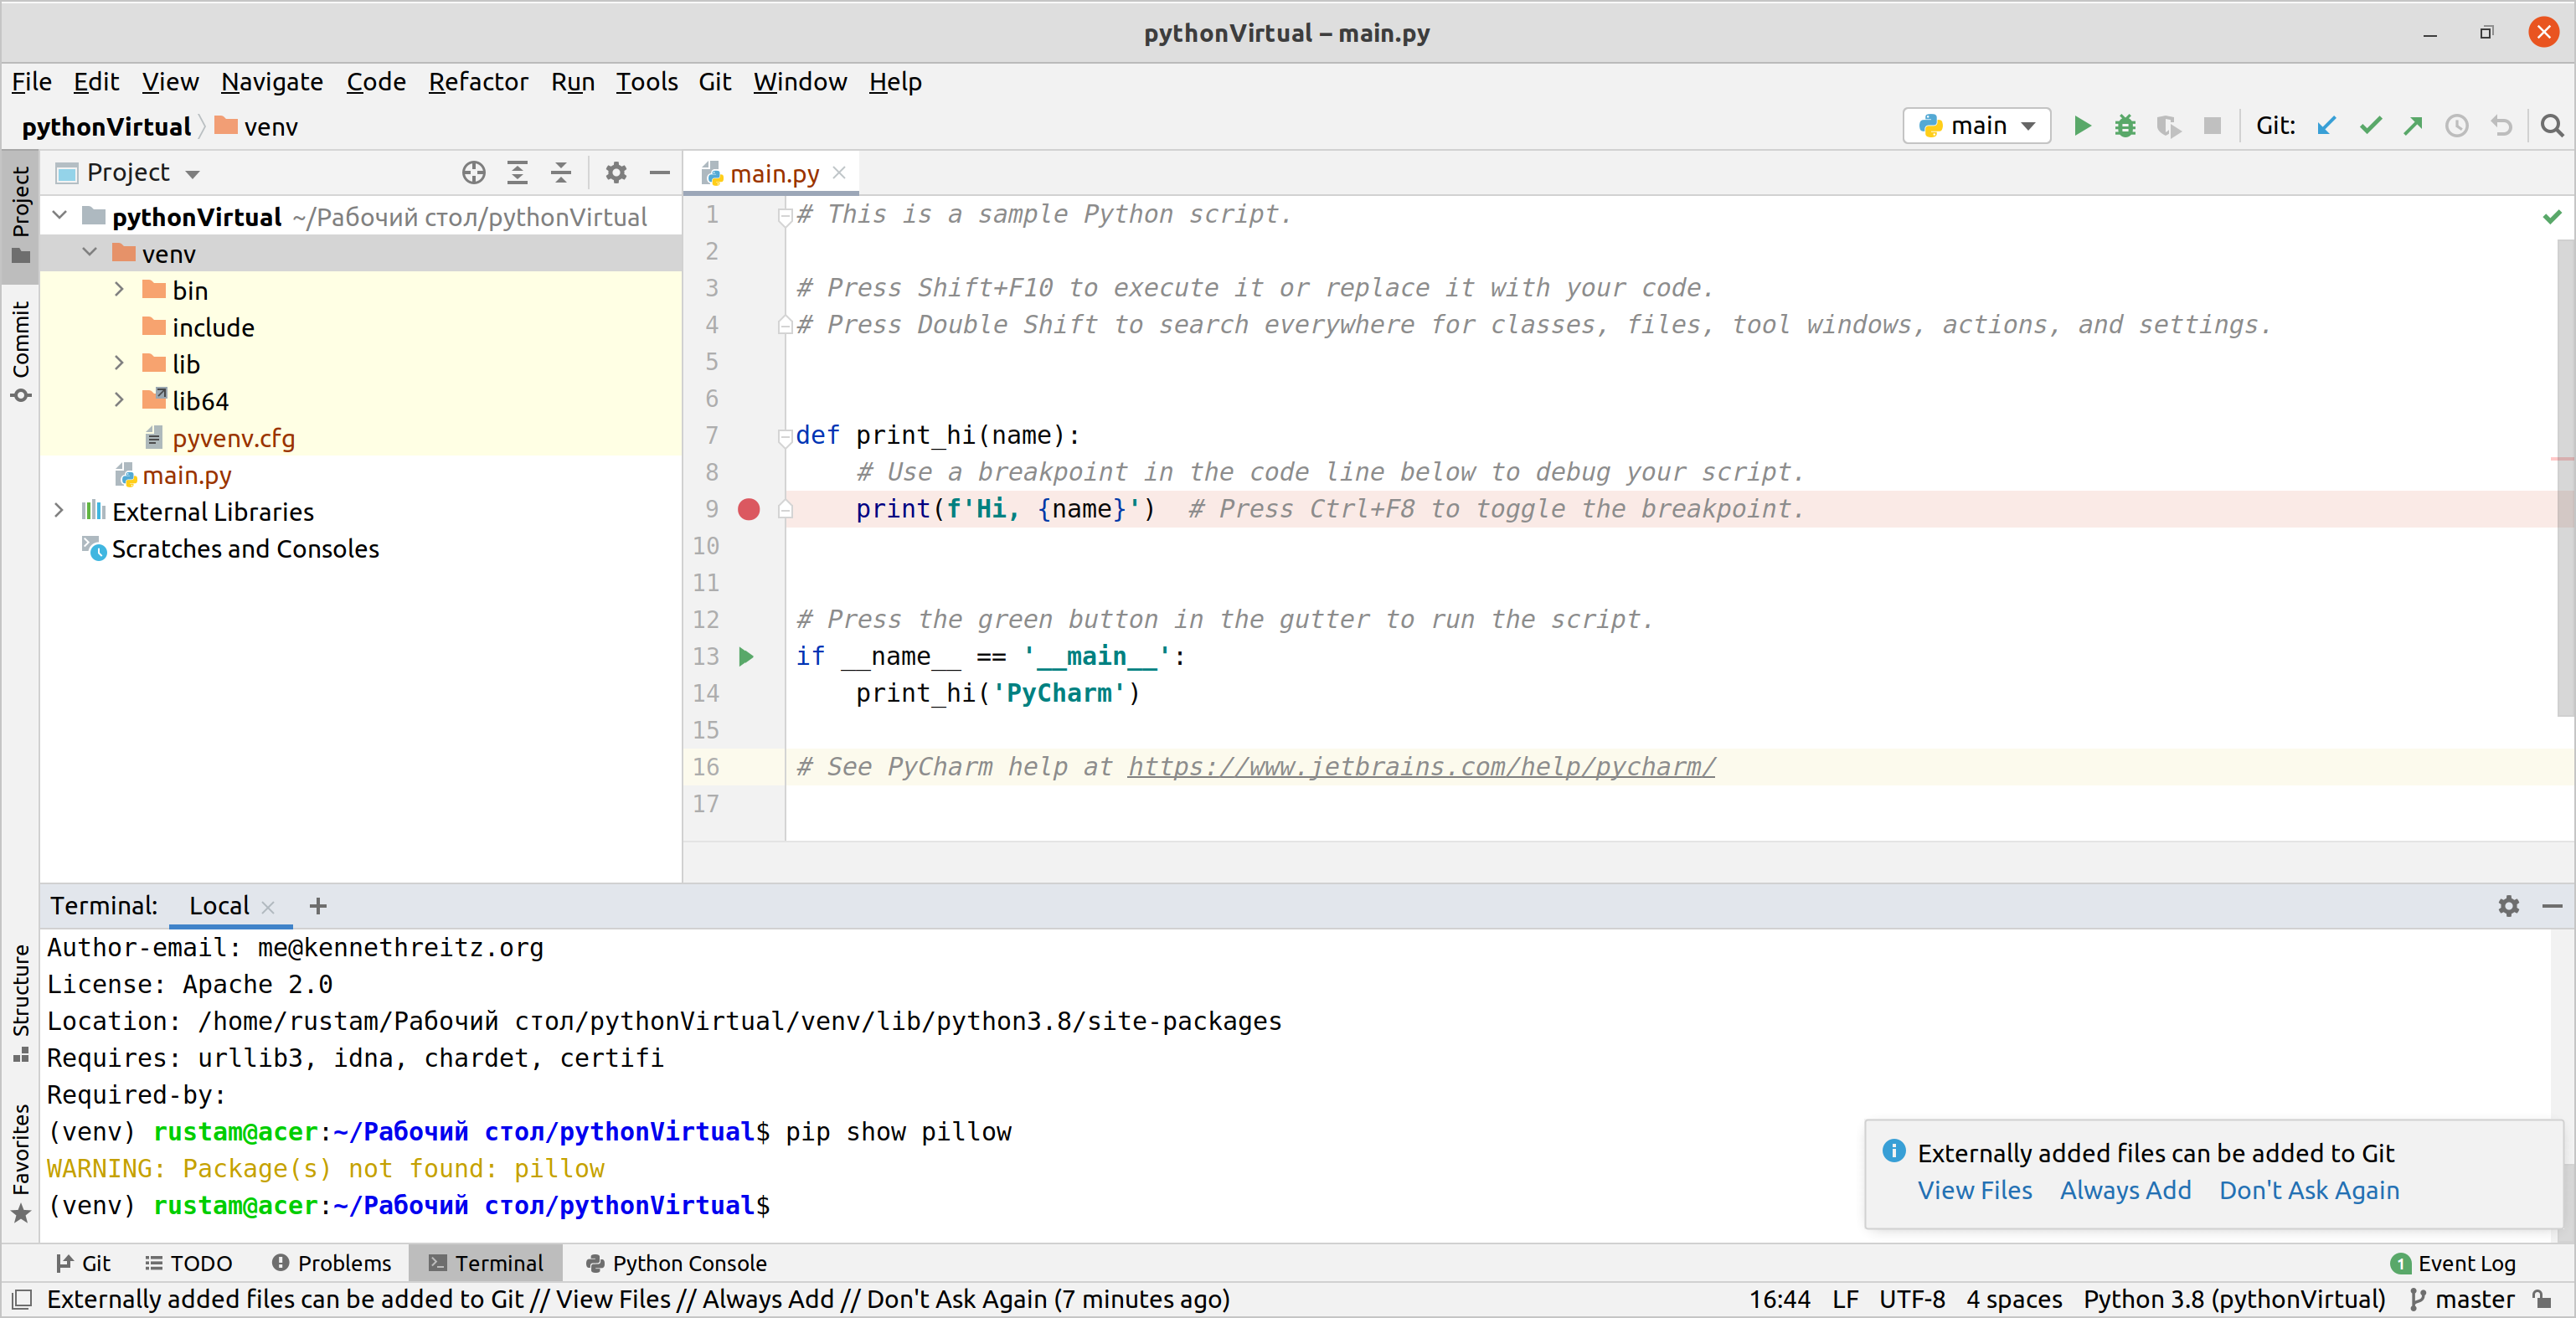 pythonVirtual – main.py
File Edit View Navigate Code Refactor Run Tools Git Window Help
pythonVirtual venv
main Git:
Project
Project
Commit
Structure
Favorites
pythonVirtual ~/Рабочий стол/pythonVirtual
venv
bin
include
lib
lib64
pyvenv.cfg
main.py
External Libraries
Scratches and Consoles
main.py
1 # This is a sample Python script.
2
3 # Press Shift+F10 to execute it or replace it with your code.
4 # Press Double Shift to search everywhere for classes, files, tool windows, actions, and settings.
5
6
7 def print_hi(name):
8     # Use a breakpoint in the code line below to debug your script.
9     print(f'Hi, {name}')  # Press Ctrl+F8 to toggle the breakpoint.
10
11
12 # Press the green button in the gutter to run the script.
13 if __name__ == '__main__':
14     print_hi('PyCharm')
15
16 # See PyCharm help at https://www.jetbrains.com/help/pycharm/
17
Terminal: Local
Author-email: me@kennethreitz.org
License: Apache 2.0
Location: /home/rustam/Рабочий стол/pythonVirtual/venv/lib/python3.8/site-packages
Requires: urllib3, idna, chardet, certifi
Required-by:
(venv) rustam@acer:~/Рабочий стол/pythonVirtual$ pip show pillow
WARNING: Package(s) not found: pillow
(venv) rustam@acer:~/Рабочий стол/pythonVirtual$
Externally added files can be added to Git
View Files Always Add Don't Ask Again
Git TODO Problems Terminal Python Console 1 Event Log
Externally added files can be added to Git // View Files // Always Add // Don't Ask Again (7 minutes ago) 16:44 LF UTF-8 4 spaces Python 3.8 (pythonVirtual) master